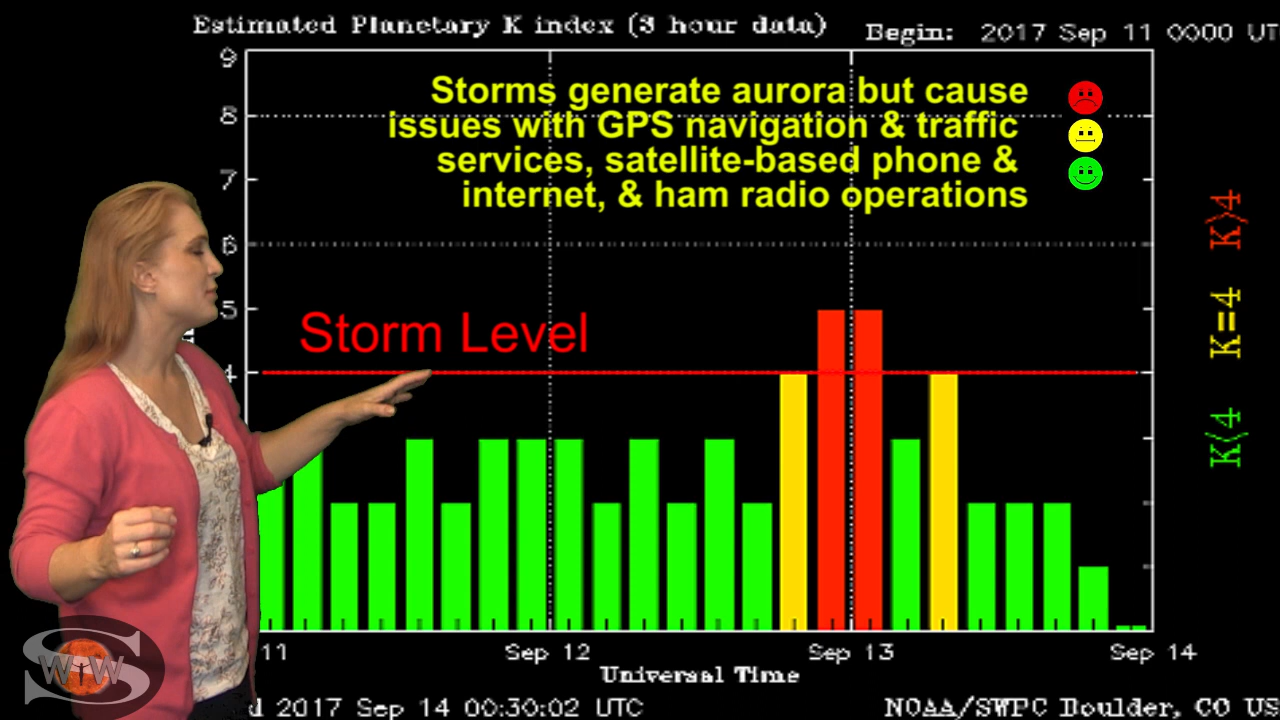 Estimated Planetary K index (3 hour data)
Begin: 2017 Sep 11 0000 UT
9
8
7
6
5
4
Storms generate aurora but cause
issues with GPS navigation & traffic
services, satellite-based phone &
internet, & ham radio operations
Storm Level
K<4 K=4 K>4
11 Sep 12 Sep 13 Sep 14
Universal Time
d 2017 Sep 14 00:30:02 UTC
NOAA/SWPC Boulder, CO US
S
WTW